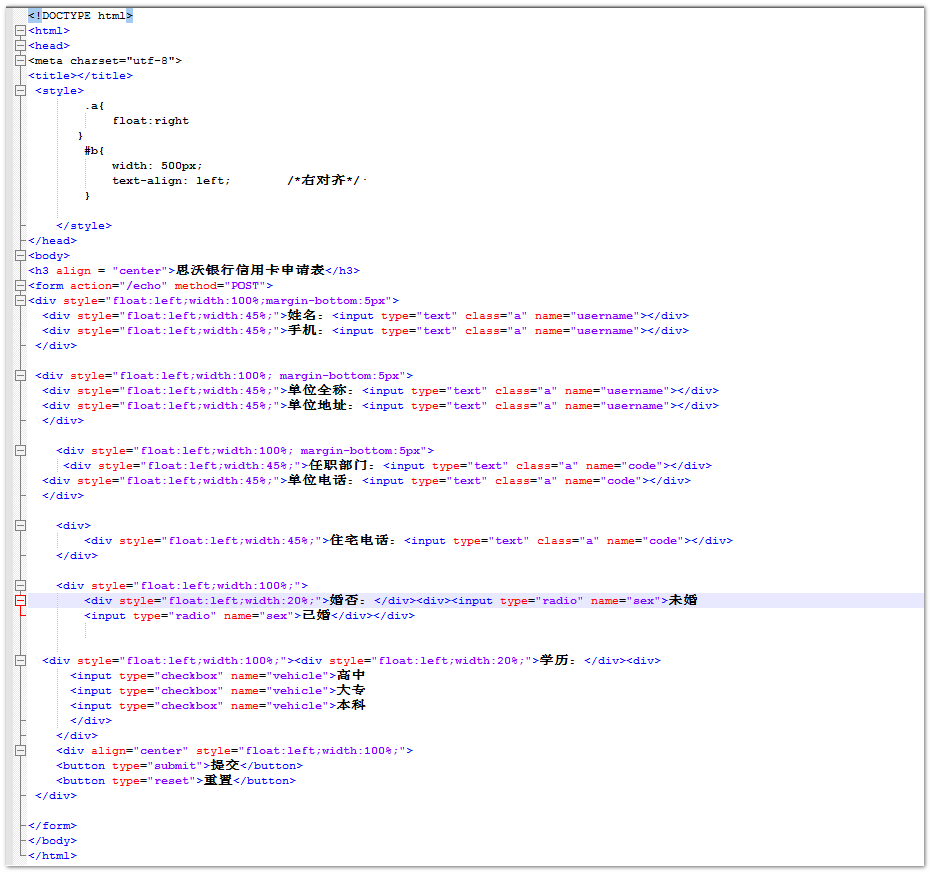 <!DOCTYPE html>
<html>
<head>
<meta charset="utf-8">
<title></title>
<style>
.a{
float:right
}
#b{
width: 500px;
text-align: left; /*右对齐*/
}
</style>
</head>
<body>
<h3 align = "center">思沃银行信用卡申请表</h3>
<form action="/echo" method="POST">
<div style="float:left;width:100%;margin-bottom:5px">
<div style="float:left;width:45%;">姓名：<input type="text" class="a" name="username"></div>
<div style="float:left;width:45%;">手机：<input type="text" class="a" name="username"></div>
</div>
<div style="float:left;width:100%; margin-bottom:5px">
<div style="float:left;width:45%;">单位全称：<input type="text" class="a" name="username"></div>
<div style="float:left;width:45%;">单位地址：<input type="text" class="a" name="username"></div>
</div>
<div style="float:left;width:100%; margin-bottom:5px">
<div style="float:left;width:45%;">任职部门：<input type="text" class="a" name="code"></div>
<div style="float:left;width:45%;">单位电话：<input type="text" class="a" name="code"></div>
</div>
<div>
<div style="float:left;width:45%;">住宅电话：<input type="text" class="a" name="code"></div>
</div>
<div style="float:left;width:100%;">
<div style="float:left;width:20%;">婚否：</div><div><input type="radio" name="sex">未婚
<input type="radio" name="sex">已婚</div></div>
<div style="float:left;width:100%;"><div style="float:left;width:20%;">学历：</div><div>
<input type="checkbox" name="vehicle">高中
<input type="checkbox" name="vehicle">大专
<input type="checkbox" name="vehicle">本科
</div>
</div>
<div align="center" style="float:left;width:100%;">
<button type="submit">提交</button>
<button type="reset">重置</button>
</div>
</form>
</body>
</html>